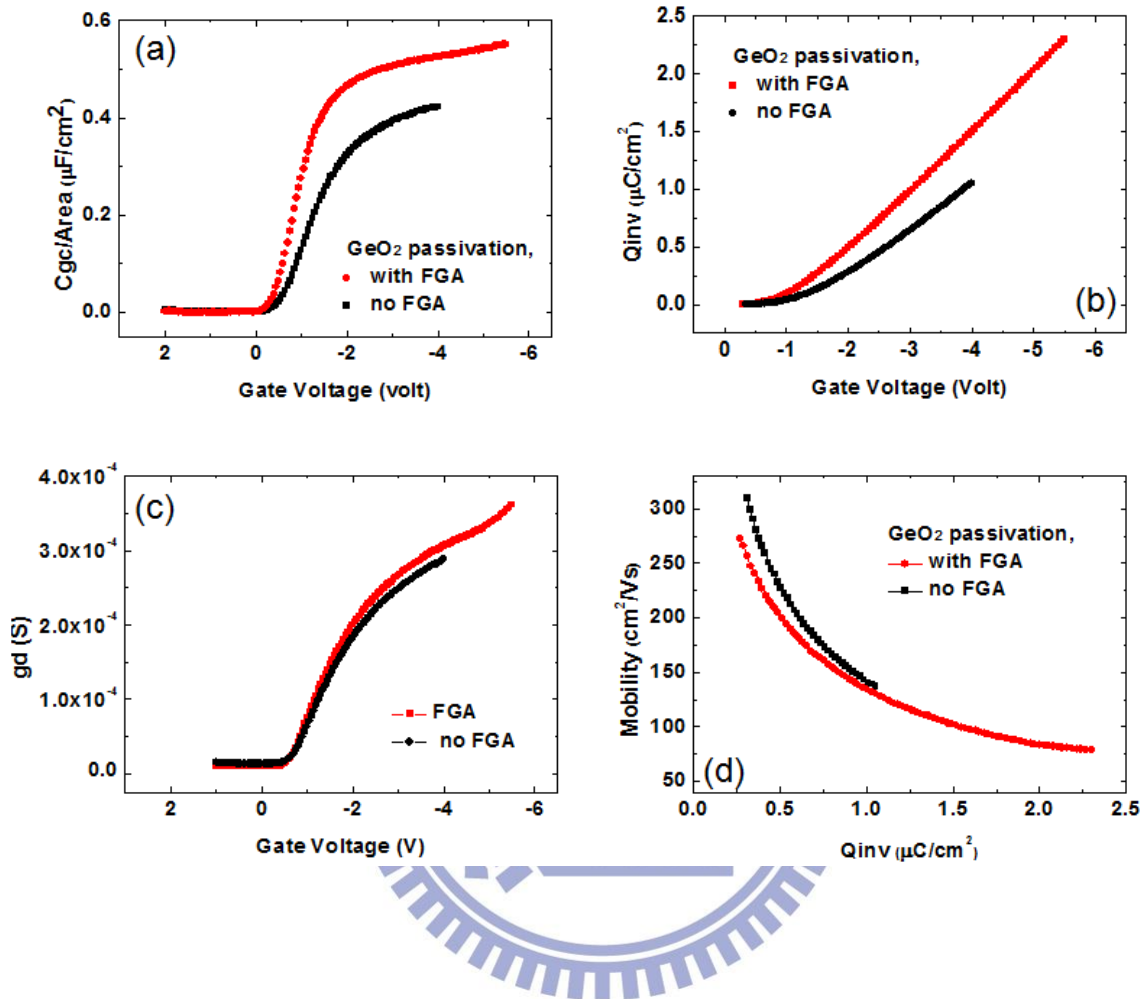 (a)
0.6
0.4
0.2
0.0
Cgc/Area (μF/cm²)
GeO₂ passivation,
with FGA
no FGA
2 0 -2 -4 -6
Gate Voltage (volt)
(b)
2.5
2.0
1.5
1.0
0.5
0.0
Qinv (μC/cm²)
GeO₂ passivation,
with FGA
no FGA
0 -1 -2 -3 -4 -5 -6
Gate Voltage (Volt)
(c)
4.0x10⁻⁴
3.0x10⁻⁴
2.0x10⁻⁴
1.0x10⁻⁴
0.0
gd (S)
FGA
no FGA
2 0 -2 -4 -6
Gate Voltage (V)
(d)
300
250
200
150
100
50
Mobility (cm²/Vs)
GeO₂ passivation,
with FGA
no FGA
0.0 0.5 1.0 1.5 2.0 2.5
Qinv (μC/cm²)